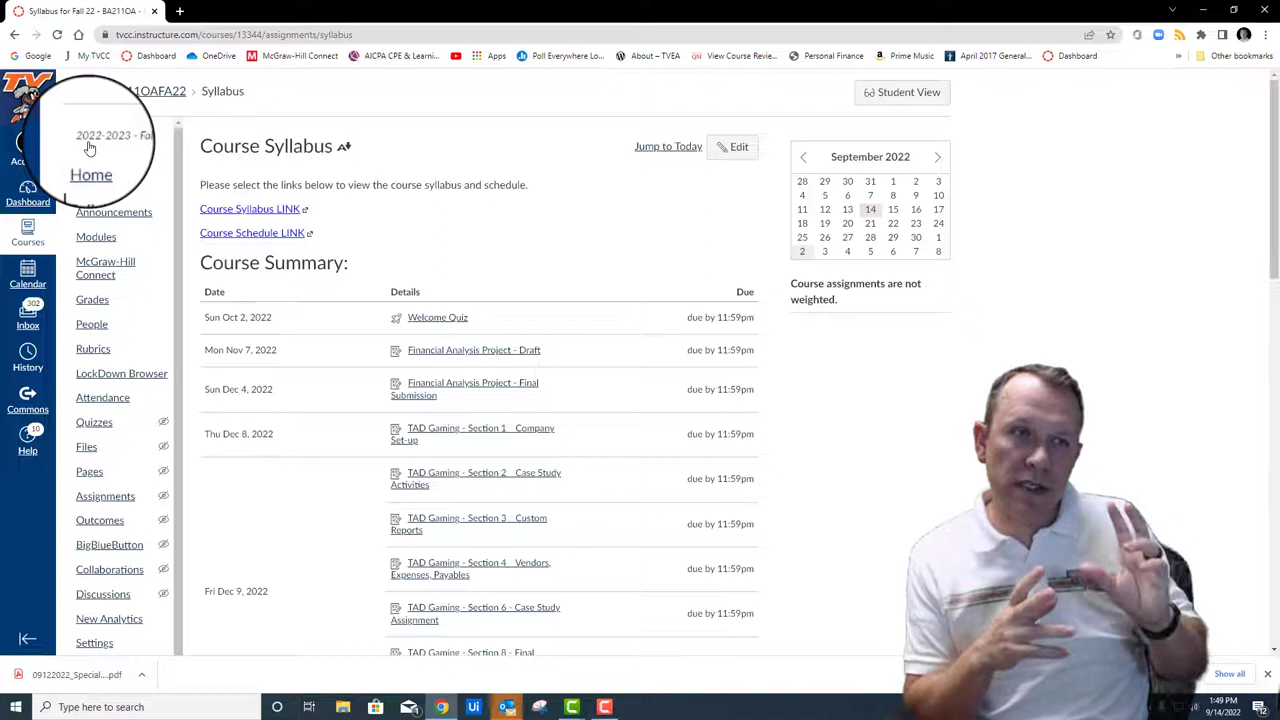 Syllabus for Fall 22 - BA211OA
tvcc.instructure.com/courses/13344/assignments/syllabus
Google
My TVCC
Dashboard
OneDrive
McGraw-Hill Connect
AICPA CPE & Learni...
Apps
Poll Everywhere Lo...
About — TVEA
View Course Revie...
Personal Finance
Prime Music
April 2017 General...
Dashboard
»
Other bookmarks
TV
Dashboard
Courses
Calendar
302
Inbox
History
Commons
10
Help
11OAFA22 › Syllabus
Student View
2022-2023 - Fal
Home
Announcements
Modules
McGraw-Hill
Connect
Grades
People
Rubrics
LockDown Browser
Attendance
Quizzes
Files
Pages
Assignments
Outcomes
BigBlueButton
Collaborations
Discussions
New Analytics
Settings
Course Syllabus
Jump to Today
Edit
Please select the links below to view the course syllabus and schedule.
Course Syllabus LINK
Course Schedule LINK
Course Summary:
Date Details Due
Sun Oct 2, 2022 Welcome Quiz due by 11:59pm
Mon Nov 7, 2022 Financial Analysis Project - Draft due by 11:59pm
Sun Dec 4, 2022 Financial Analysis Project - Final
Submission due by 11:59pm
Thu Dec 8, 2022 TAD Gaming - Section 1 _ Company
Set-up due by 11:59pm
TAD Gaming - Section 2 _ Case Study
Activities due by 11:59pm
TAD Gaming - Section 3 _ Custom
Reports due by 11:59pm
TAD Gaming - Section 4 _ Vendors,
Expenses, Payables due by 11:59pm
Fri Dec 9, 2022
TAD Gaming - Section 6 - Case Study
Assignment due by 11:59pm
TAD Gaming - Section 8 - Final
September 2022
28 29 30 31 1 2 3
4 5 6 7 8 9 10
11 12 13 14 15 16 17
18 19 20 21 22 23 24
25 26 27 28 29 30 1
2 3 4 5 6 7 8
Course assignments are not
weighted.
09122022_Special....pdf
Show all
Type here to search
Ui
1:49 PM
9/14/2022
12